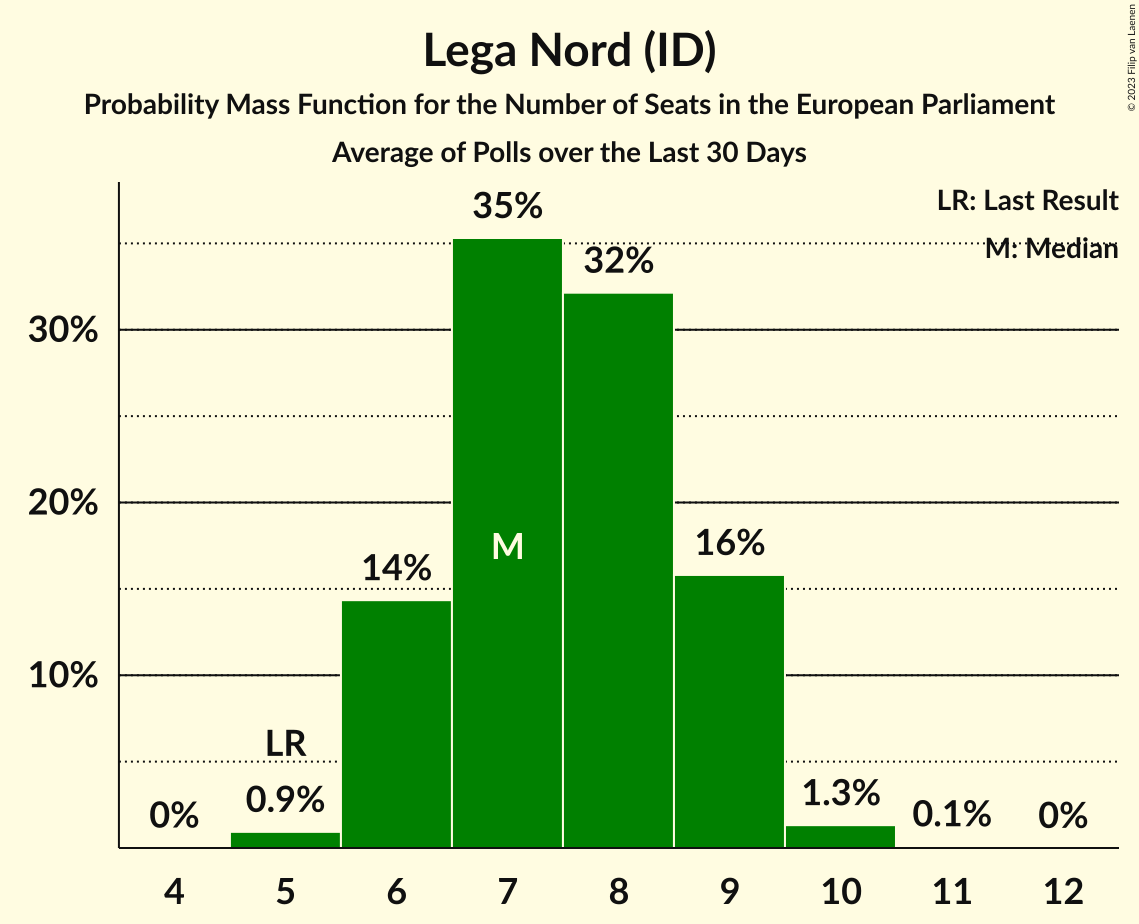 Lega Nord (ID)
Probability Mass Function for the Number of Seats in the European Parliament
Average of Polls over the Last 30 Days
© 2023 Filip van Laenen
LR: Last Result
M: Median
35%
32%
30%
20%
16%
M
14%
10%
LR
0%
0.9%
1.3%
0.1%
0%
4 5 6 7 8 9 10 11 12